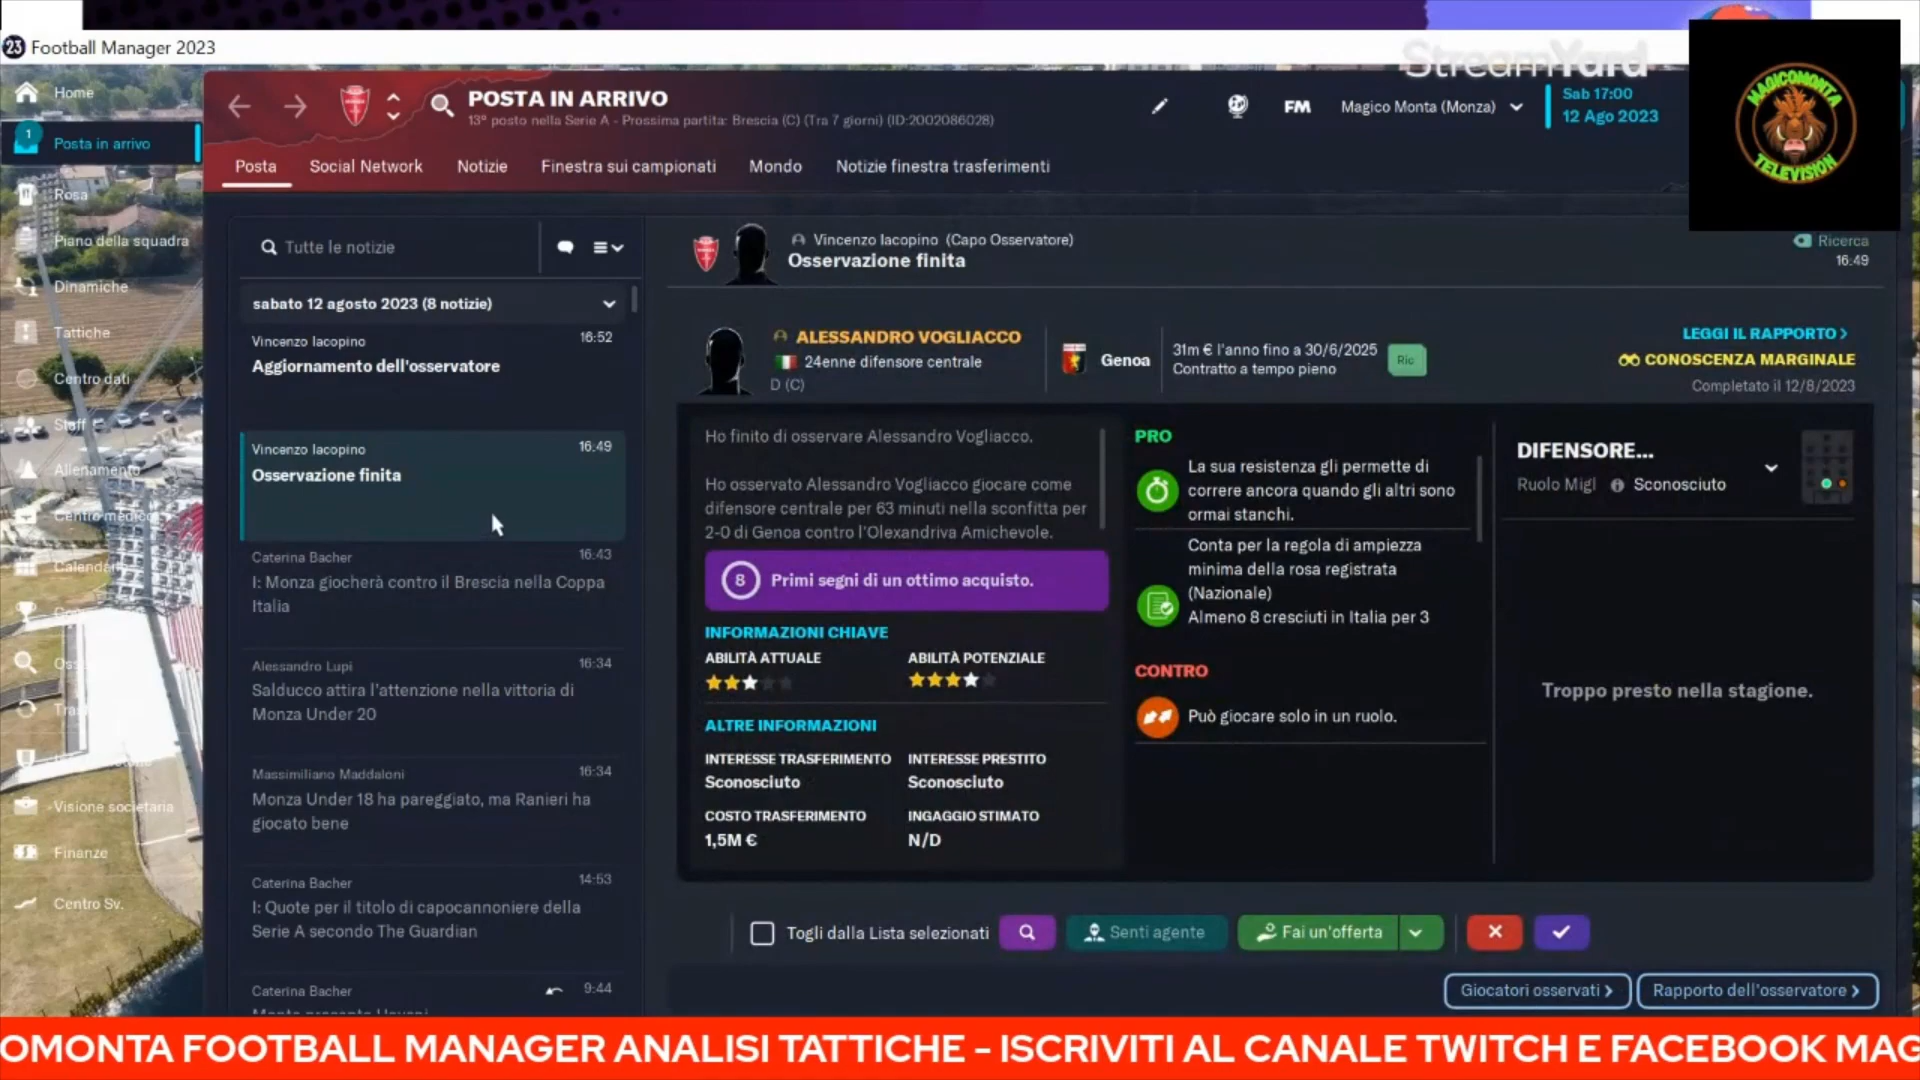 Football Manager 2023
StreamYard
MAGICOMONTA
TELEVISION
Home
1
Posta in arrivo
Rosa
Piano della squadra
Dinamiche
Tattiche
Centro dati
Staff
Allenamento
Centro medico
Calendari
Visione societaria
Finanze
Centro Sv.
POSTA IN ARRIVO
13° posto nella Serie A - Prossima partita: Brescia (C) (Tra 7 giorni) (ID:2002086028)
FM
Magico Monta (Monza)
Sab 17:00
12 Ago 2023
Posta
Social Network
Notizie
Finestra sui campionati
Mondo
Notizie finestra trasferimenti
Tutte le notizie
sabato 12 agosto 2023 (8 notizie)
Vincenzo Iacopino 16:52
Aggiornamento dell'osservatore
Vincenzo Iacopino 16:49
Osservazione finita
Caterina Bacher 16:43
I: Monza giocherà contro il Brescia nella Coppa
Italia
Alessandro Lupi 16:34
Salducco attira l'attenzione nella vittoria di
Monza Under 20
Massimiliano Maddaloni 16:34
Monza Under 18 ha pareggiato, ma Ranieri ha
giocato bene
Caterina Bacher 14:53
I: Quote per il titolo di capocannoniere della
Serie A secondo The Guardian
Caterina Bacher 9:44
Vincenzo Iacopino (Capo Osservatore)
Osservazione finita
Ricerca
16:49
ALESSANDRO VOGLIACCO
24enne difensore centrale
D (C)
Genoa
31m € l'anno fino a 30/6/2025
Contratto a tempo pieno
Ric
LEGGI IL RAPPORTO >
CONOSCENZA MARGINALE
Completato il 12/8/2023
Ho finito di osservare Alessandro Vogliacco.
Ho osservato Alessandro Vogliacco giocare come
difensore centrale per 63 minuti nella sconfitta per
2-0 di Genoa contro l'Olexandriva Amichevole.
8 Primi segni di un ottimo acquisto.
INFORMAZIONI CHIAVE
ABILITÀ ATTUALE
ABILITÀ POTENZIALE
ALTRE INFORMAZIONI
INTERESSE TRASFERIMENTO
Sconosciuto
INTERESSE PRESTITO
Sconosciuto
COSTO TRASFERIMENTO
1,5M €
INGAGGIO STIMATO
N/D
PRO
La sua resistenza gli permette di
correre ancora quando gli altri sono
ormai stanchi.
Conta per la regola di ampiezza
minima della rosa registrata
(Nazionale)
Almeno 8 cresciuti in Italia per 3
CONTRO
Può giocare solo in un ruolo.
DIFENSORE...
Ruolo Migl Sconosciuto
Troppo presto nella stagione.
Togli dalla Lista selezionati
Senti agente
Fai un'offerta
Giocatori osservati >
Rapporto dell'osservatore >
OMONTA FOOTBALL MANAGER ANALISI TATTICHE - ISCRIVITI AL CANALE TWITCH E FACEBOOK MAG